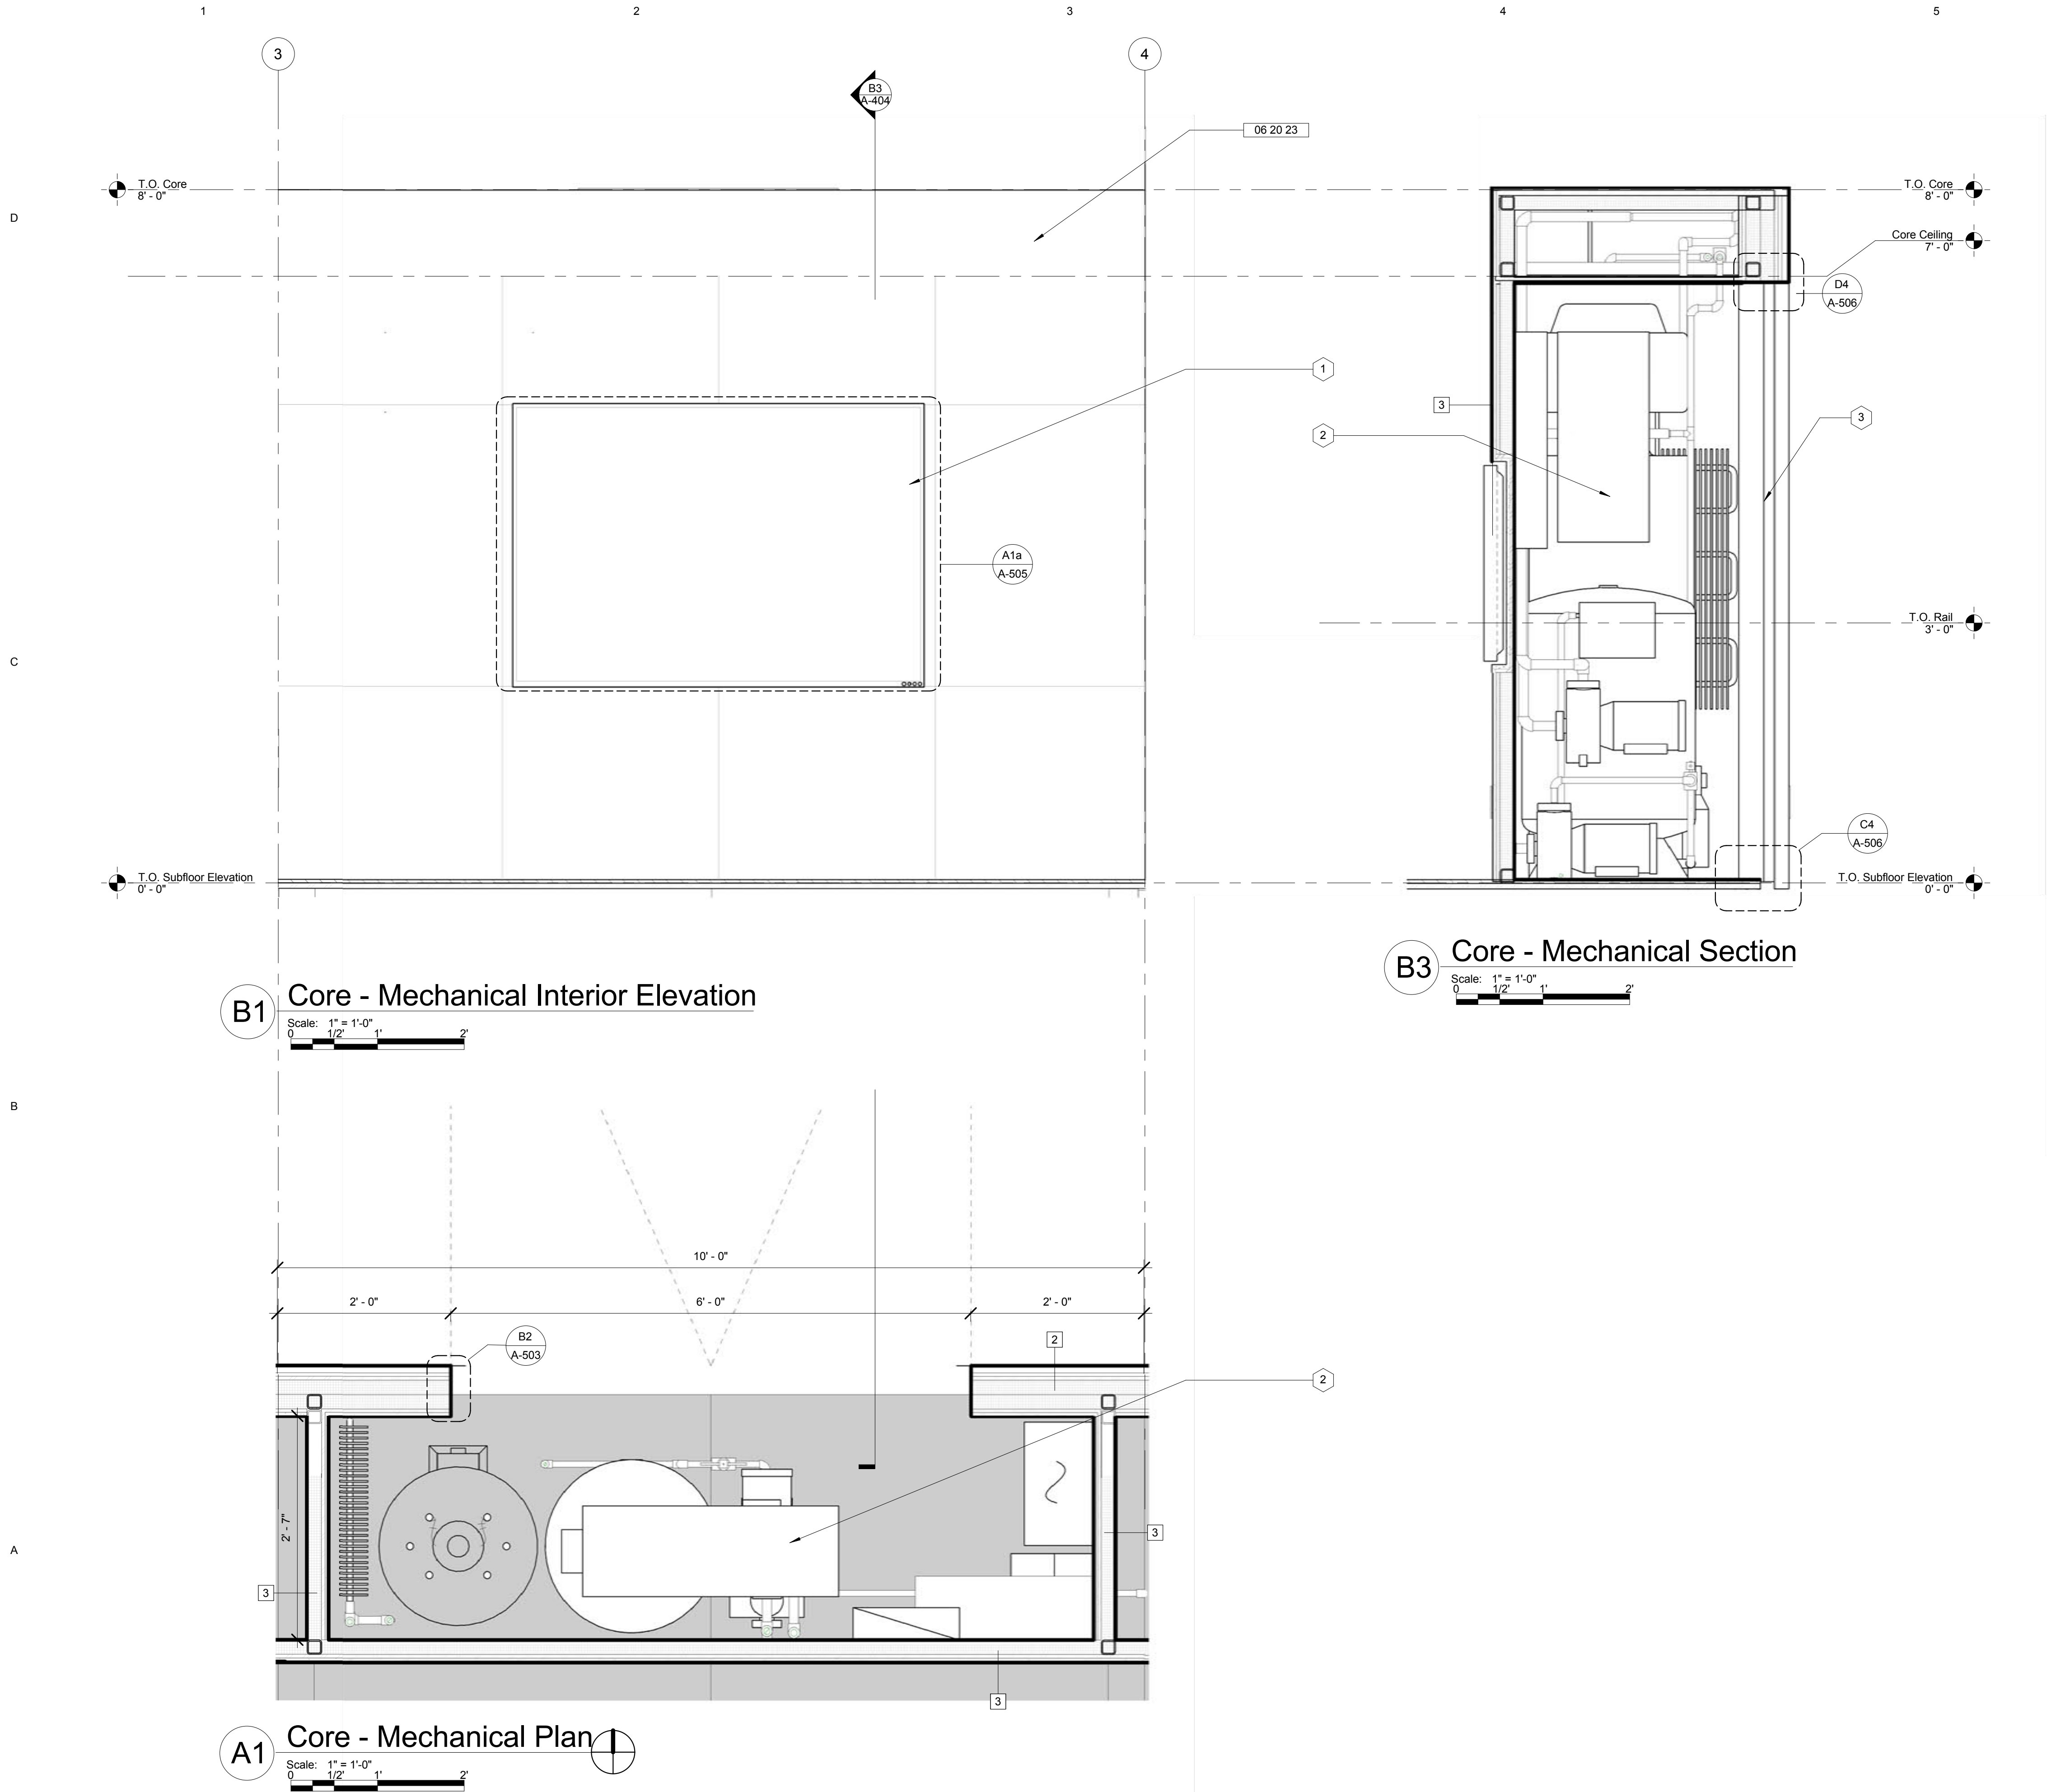 1 2 3 4 5
3 4
B3
A-404
06 20 23
T.O. Core
8' - 0"
T.O. Core
8' - 0"
D
Core Ceiling
7' - 0"
D4
A-506
1
3
3
2
A1a
A-505
T.O. Rail
3' - 0"
C
C4
A-506
T.O. Subfloor Elevation
0' - 0"
T.O. Subfloor Elevation
0' - 0"
B3 Core - Mechanical Section
Scale: 1" = 1'-0"
0 1/2' 1' 2'
B1 Core - Mechanical Interior Elevation
Scale: 1" = 1'-0"
0 1/2' 1' 2'
B
10' - 0"
2' - 0" 6' - 0" 2' - 0"
B2
A-503
2
2
2' - 7"
3
A
3
3
A1 Core - Mechanical Plan
Scale: 1" = 1'-0"
0 1/2' 1' 2'